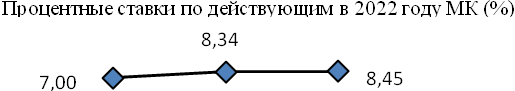 Процентные ставки по действующим в 2022 году МК (%)
8,34
7,00
8,45